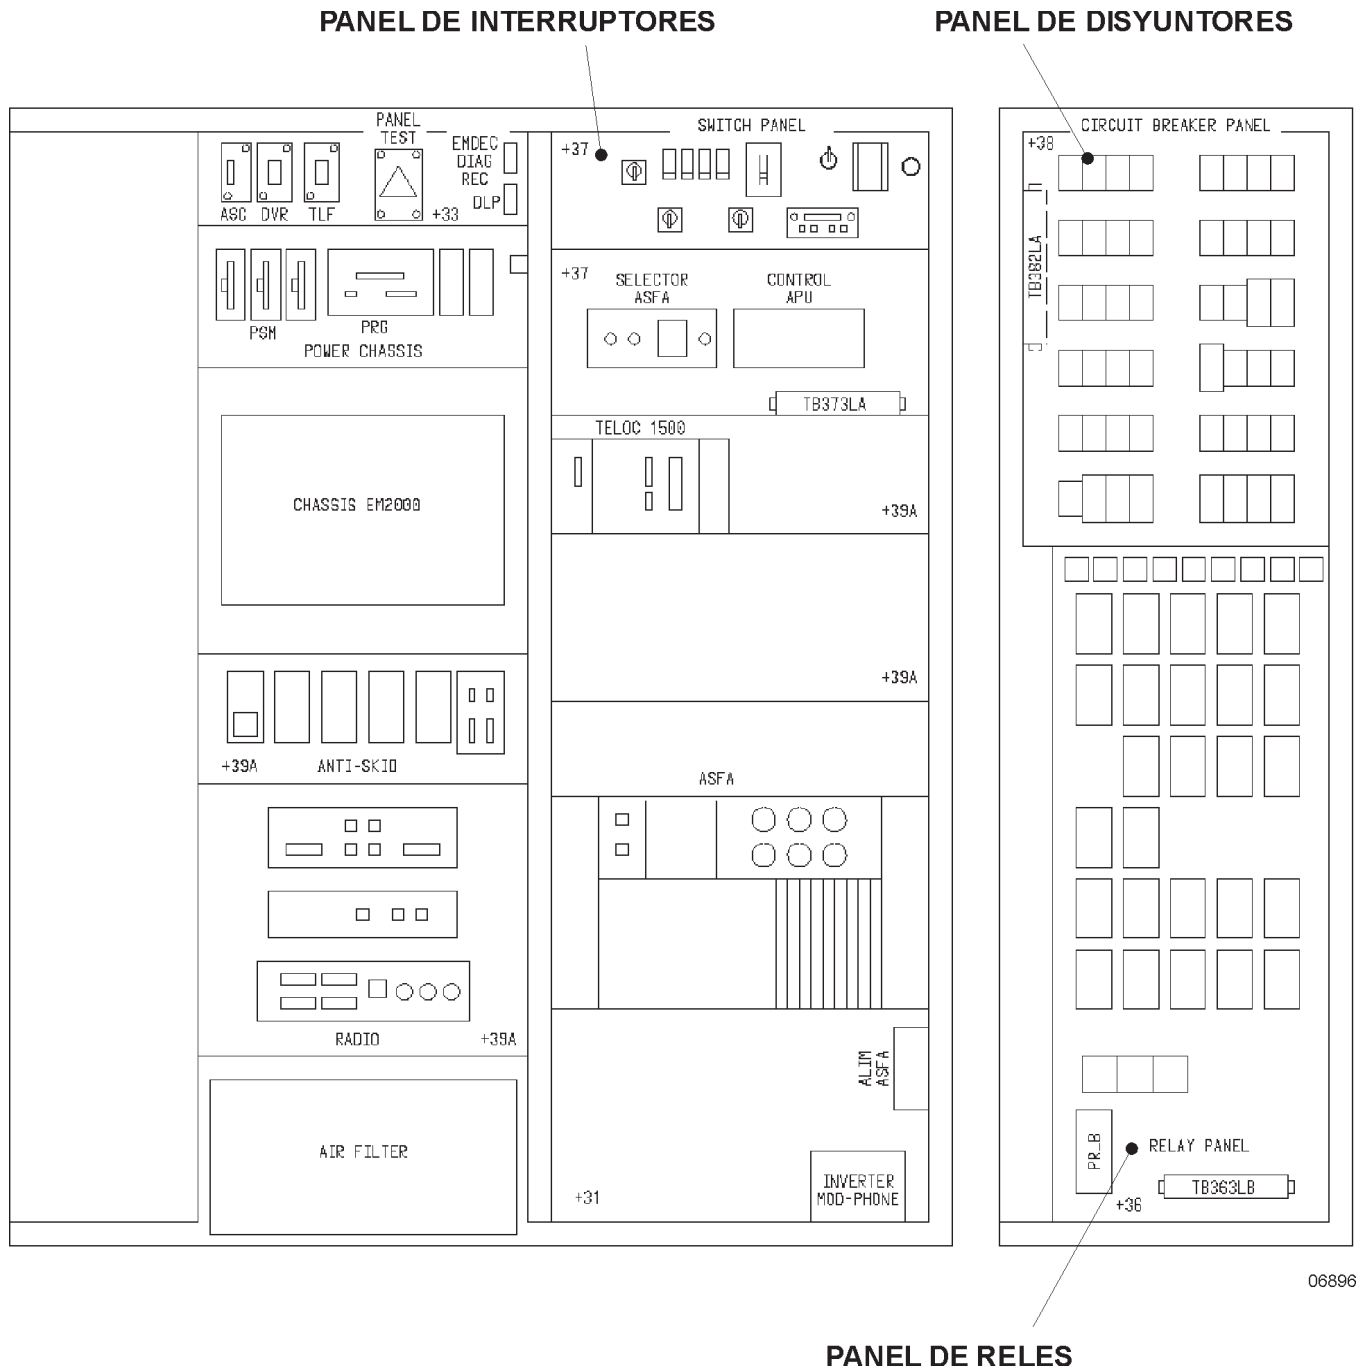 PANEL DE INTERRUPTORES
PANEL DE DISYUNTORES
PANEL
TEST
EMDEC
DIAG
REC
DLP
ASC DVR TLF
+33
SWITCH PANEL
+37
CIRCUIT BREAKER PANEL
+38
TB382LA
PSM
PRG
POWER CHASSIS
+37
SELECTOR
ASFA
CONTROL
APU
TB373LA
TELOC 1500
+39A
CHASSIS EM2000
+39A
+39A
ANTI-SKID
ASFA
RADIO
+39A
ALIM
ASFA
AIR FILTER
+31
INVERTER
MOD-PHONE
PR_B
RELAY PANEL
TB363LB
+36
06896
PANEL DE RELES